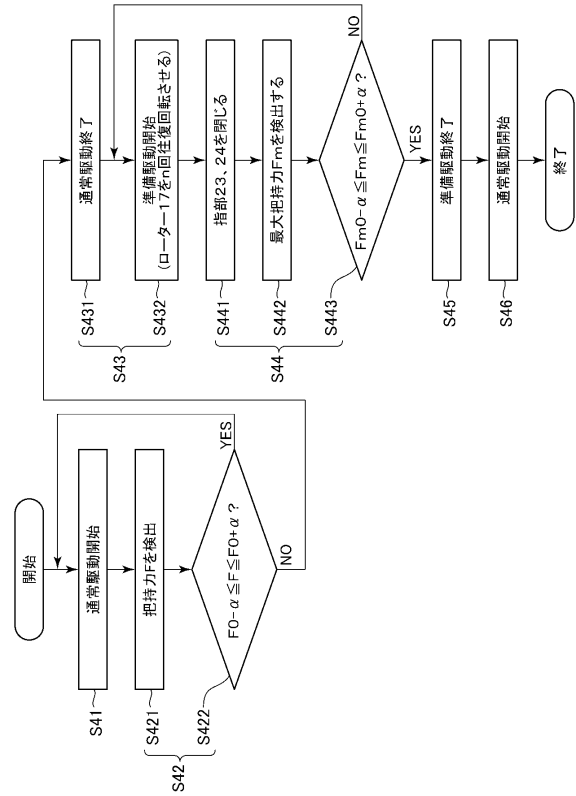 開始
S41
通常駆動開始
S42
S421
把持力Fを検出
S422
F0-α≦F≦F0+α?
YES
NO
S43
S431
通常駆動終了
S432
準備駆動開始
(ローター17をn回往復回転させる)
S44
S441
指部23、24を閉じる
S442
最大把持力Fmを検出する
S443
Fm0-α≦Fm≦Fm0+α?
NO
YES
S45
準備駆動終了
S46
通常駆動開始
終了